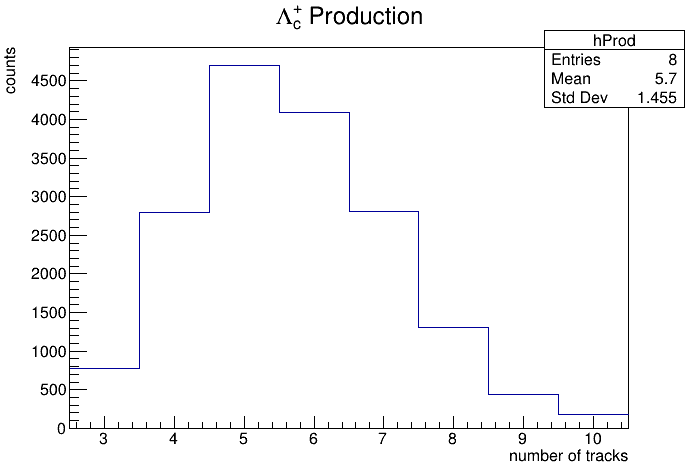 Λc+ Production
hProd
Entries 8
Mean 5.7
Std Dev 1.455
counts
4500
4000
3500
3000
2500
2000
1500
1000
500
0
3 4 5 6 7 8 9 10
number of tracks